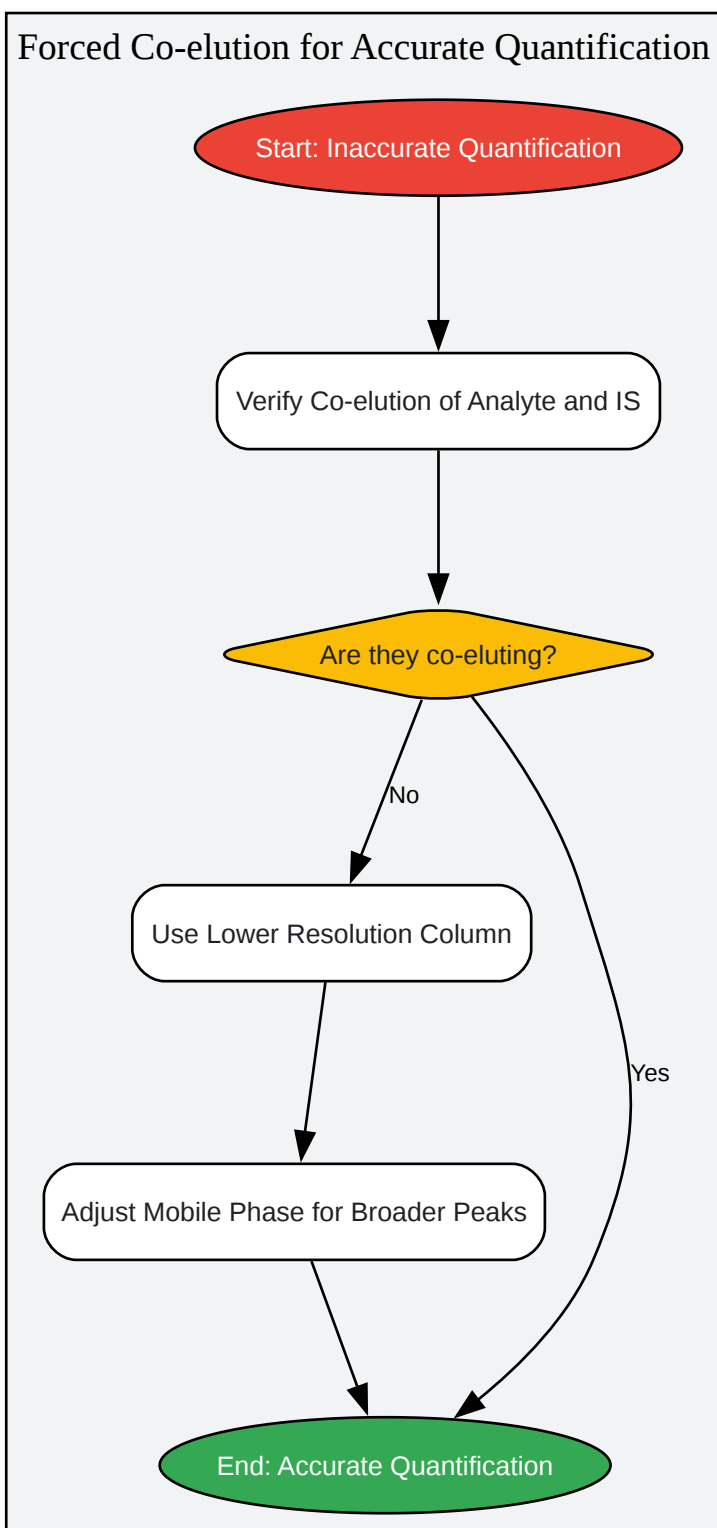 Forced Co-elution for Accurate Quantification
Start: Inaccurate Quantification
Verify Co-elution of Analyte and IS
Are they co-eluting?
No
Use Lower Resolution Column
Yes
Adjust Mobile Phase for Broader Peaks
End: Accurate Quantification